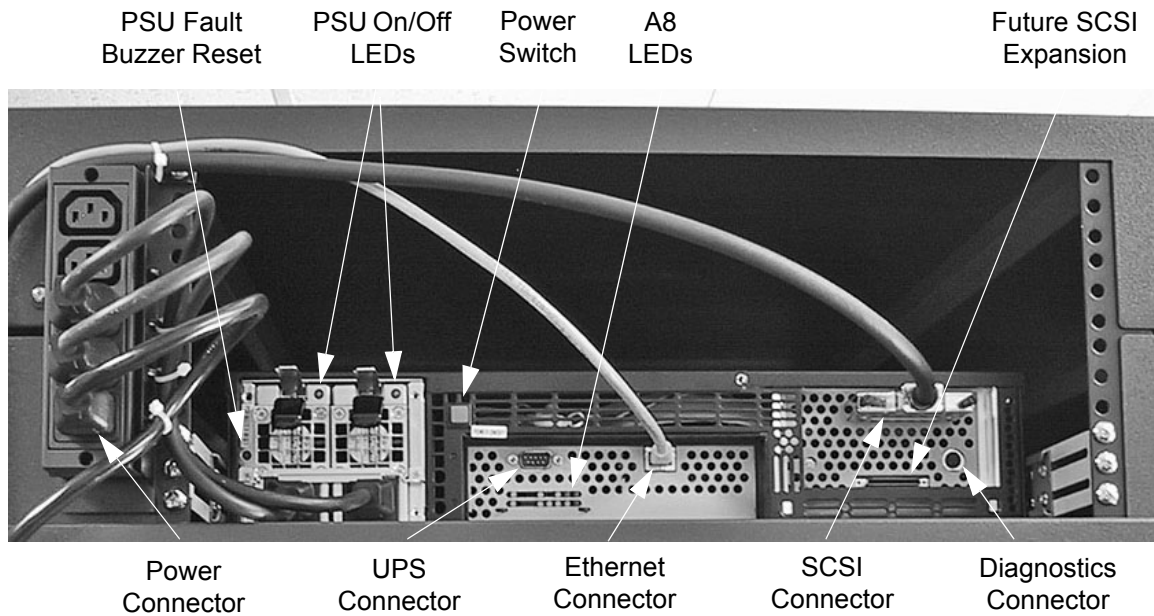 PSU Fault
Buzzer Reset
PSU On/Off
LEDs
Power
Switch
A8
LEDs
Future SCSI
Expansion
Power
Connector
UPS
Connector
Ethernet
Connector
SCSI
Connector
Diagnostics
Connector